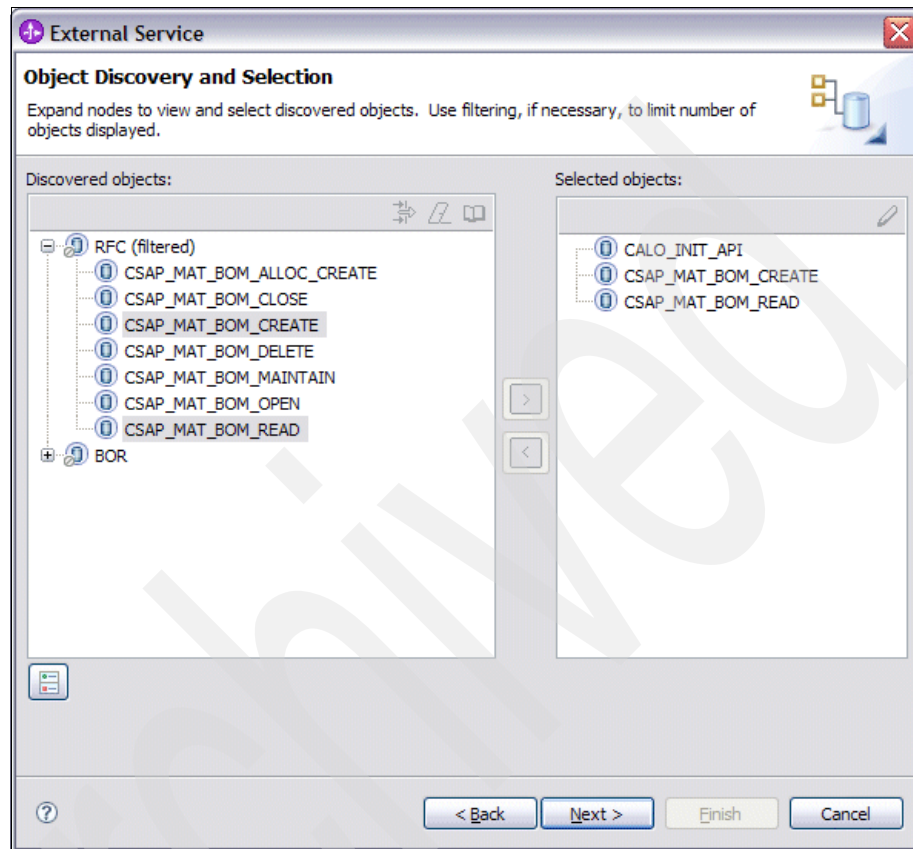 External Service
Object Discovery and Selection
Expand nodes to view and select discovered objects. Use filtering, if necessary, to limit number of
objects displayed.
Discovered objects:
RFC (filtered)
CSAP_MAT_BOM_ALLOC_CREATE
CSAP_MAT_BOM_CLOSE
CSAP_MAT_BOM_CREATE
CSAP_MAT_BOM_DELETE
CSAP_MAT_BOM_MAINTAIN
CSAP_MAT_BOM_OPEN
CSAP_MAT_BOM_READ
BOR
>
<
Selected objects:
CALO_INIT_API
CSAP_MAT_BOM_CREATE
CSAP_MAT_BOM_READ
?
< Back
Next >
Finish
Cancel
chived